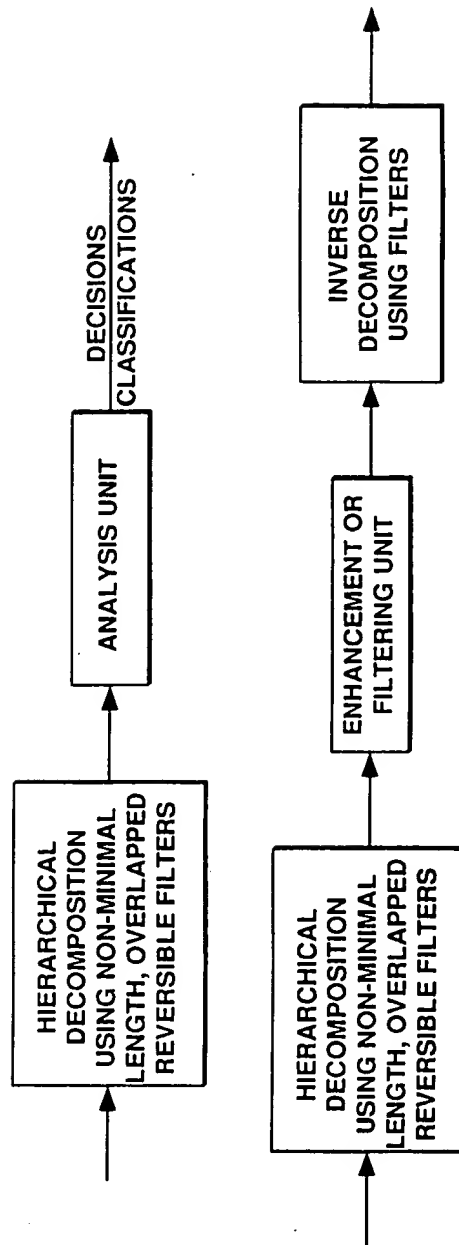 HIERARCHICAL
DECOMPOSITION
USING NON-MINIMAL
LENGTH, OVERLAPPED
REVERSIBLE FILTERS
ANALYSIS UNIT
DECISIONS
CLASSIFICATIONS
HIERARCHICAL
DECOMPOSITION
USING NON-MINIMAL
LENGTH, OVERLAPPED
REVERSIBLE FILTERS
ENHANCEMENT OR
FILTERING UNIT
INVERSE
DECOMPOSITION
USING FILTERS